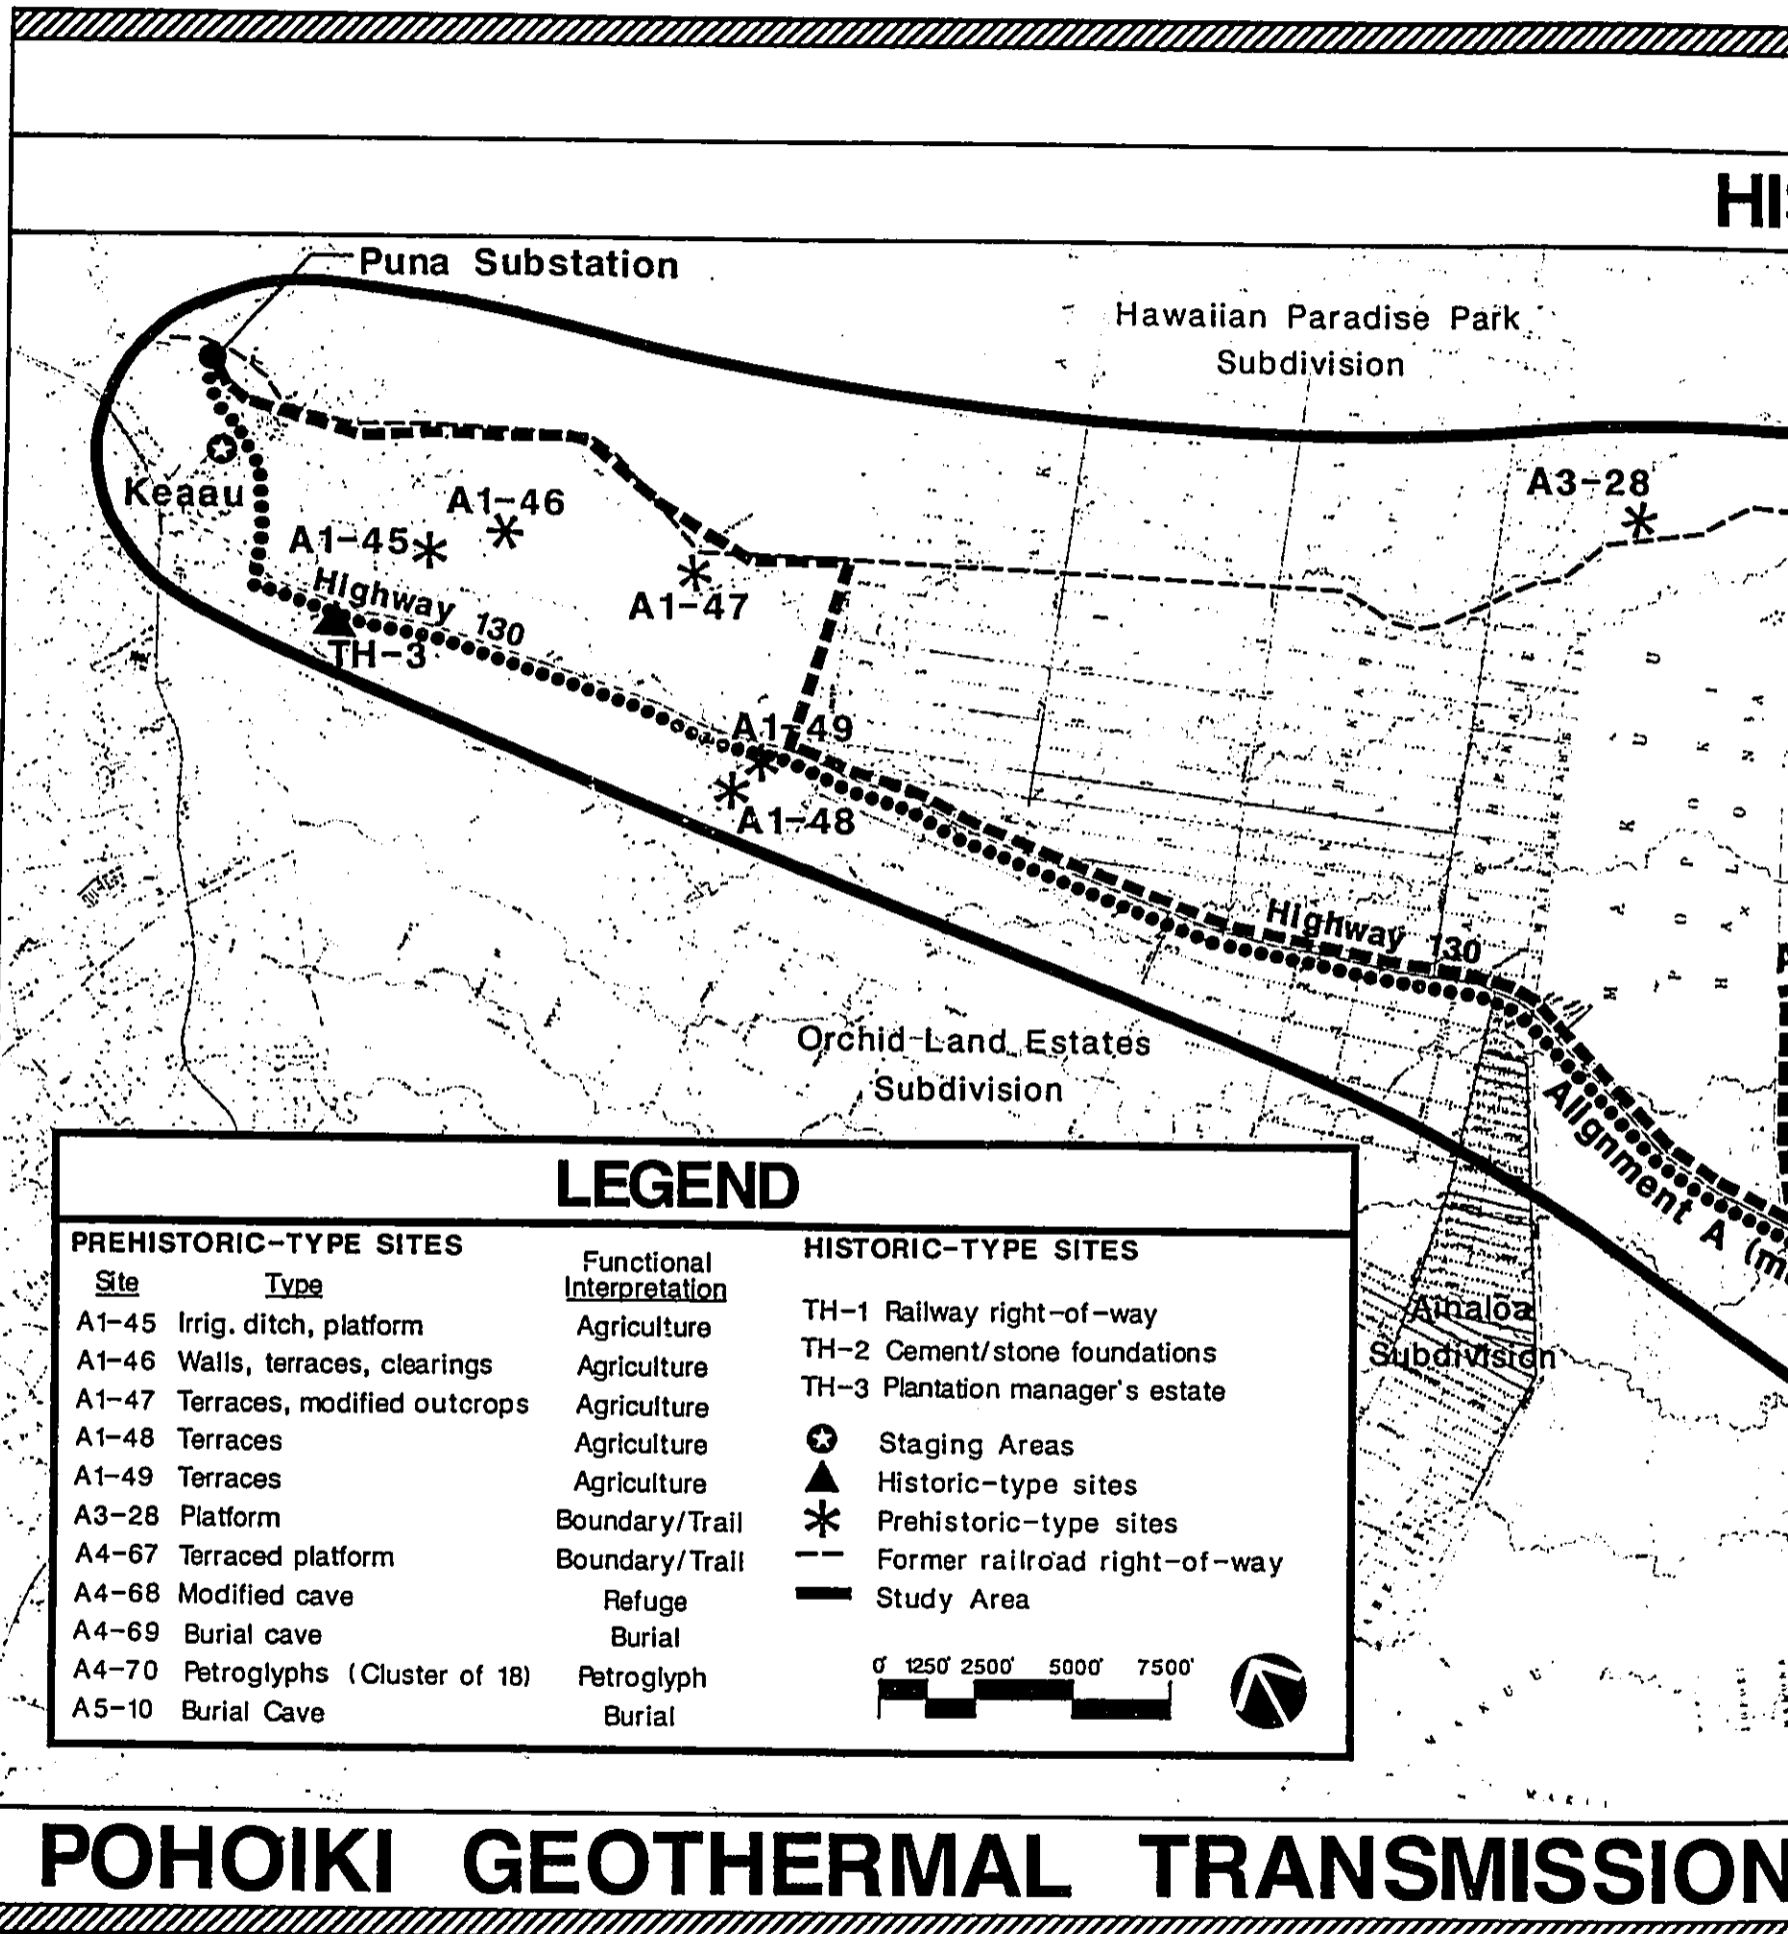 HIS
Puna Substation
Hawaiian Paradise Park
Subdivision
A3-28
Keaau
A1-46
A1-45
Highway 130
A1-47
TH-3
A1-49
A1-48
Highway 130
MAKUU
POPOKI
HALONA
Orchid Land Estates
Subdivision
Alignment A (m
Ainaloa
Subdivision
LEGEND
PREHISTORIC-TYPE SITES
Site Type Functional Interpretation
A1-45 Irrig. ditch, platform Agriculture
A1-46 Walls, terraces, clearings Agriculture
A1-47 Terraces, modified outcrops Agriculture
A1-48 Terraces Agriculture
A1-49 Terraces Agriculture
A3-28 Platform Boundary/Trail
A4-67 Terraced platform Boundary/Trail
A4-68 Modified cave Refuge
A4-69 Burial cave Burial
A4-70 Petroglyphs (Cluster of 18) Petroglyph
A5-10 Burial Cave Burial
HISTORIC-TYPE SITES
TH-1 Railway right-of-way
TH-2 Cement/stone foundations
TH-3 Plantation manager's estate
Staging Areas
Historic-type sites
Prehistoric-type sites
Former railroad right-of-way
Study Area
0' 1250' 2500' 5000' 7500'
POHOIKI GEOTHERMAL TRANSMISSION